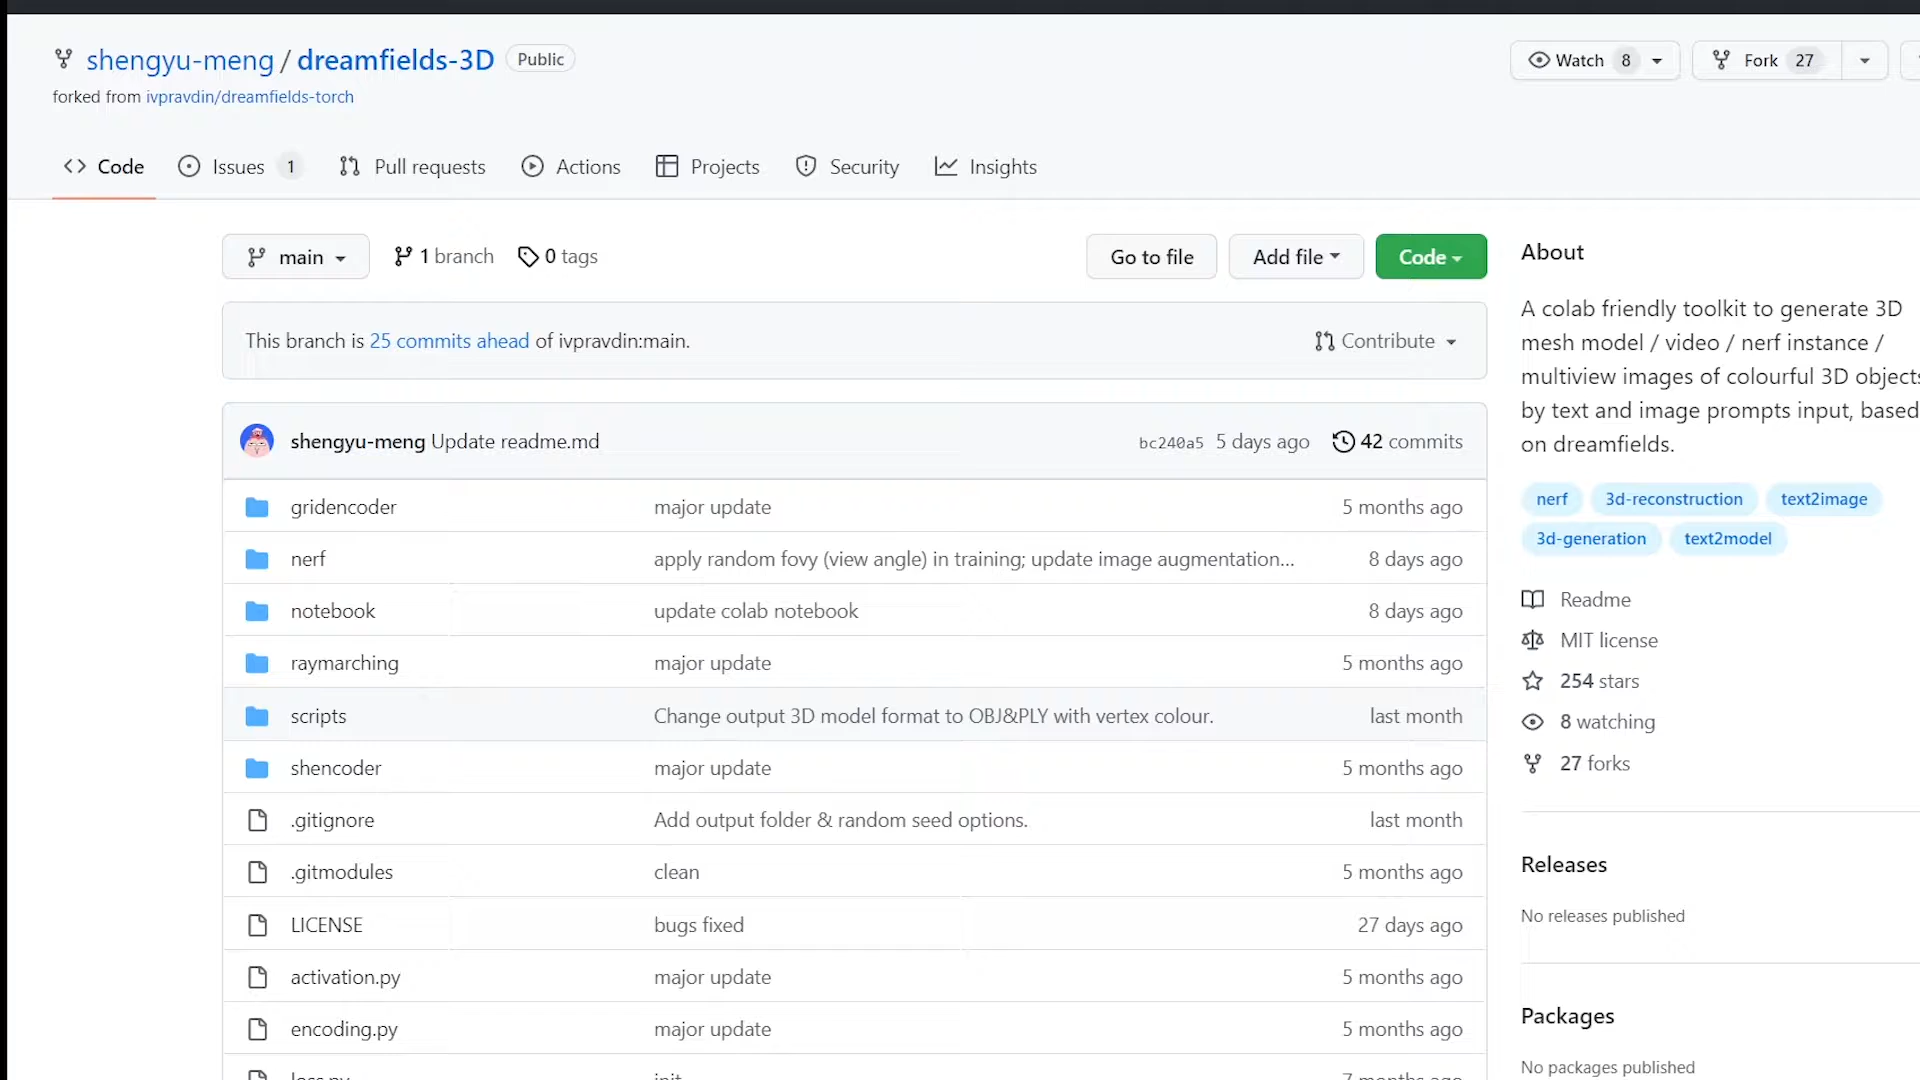 shengyu-meng / dreamfields-3D Public
Watch 8
Fork 27
forked from ivpravdin/dreamfields-torch
Code
Issues 1
Pull requests
Actions
Projects
Security
Insights
main
1 branch
0 tags
Go to file
Add file
Code
This branch is 25 commits ahead of ivpravdin:main.
Contribute
shengyu-meng Update readme.md bc240a5 5 days ago 42 commits
gridencoder major update 5 months ago
nerf apply random fovy (view angle) in training; update image augmentation... 8 days ago
notebook update colab notebook 8 days ago
raymarching major update 5 months ago
scripts Change output 3D model format to OBJ&PLY with vertex colour. last month
shencoder major update 5 months ago
.gitignore Add output folder & random seed options. last month
.gitmodules clean 5 months ago
LICENSE bugs fixed 27 days ago
activation.py major update 5 months ago
encoding.py major update 5 months ago
loss.py init 7 months ago
About
A colab friendly toolkit to generate 3D
mesh model / video / nerf instance /
multiview images of colourful 3D objects
by text and image prompts input, based
on dreamfields.
nerf 3d-reconstruction text2image
3d-generation text2model
Readme
MIT license
254 stars
8 watching
27 forks
Releases
No releases published
Packages
No packages published